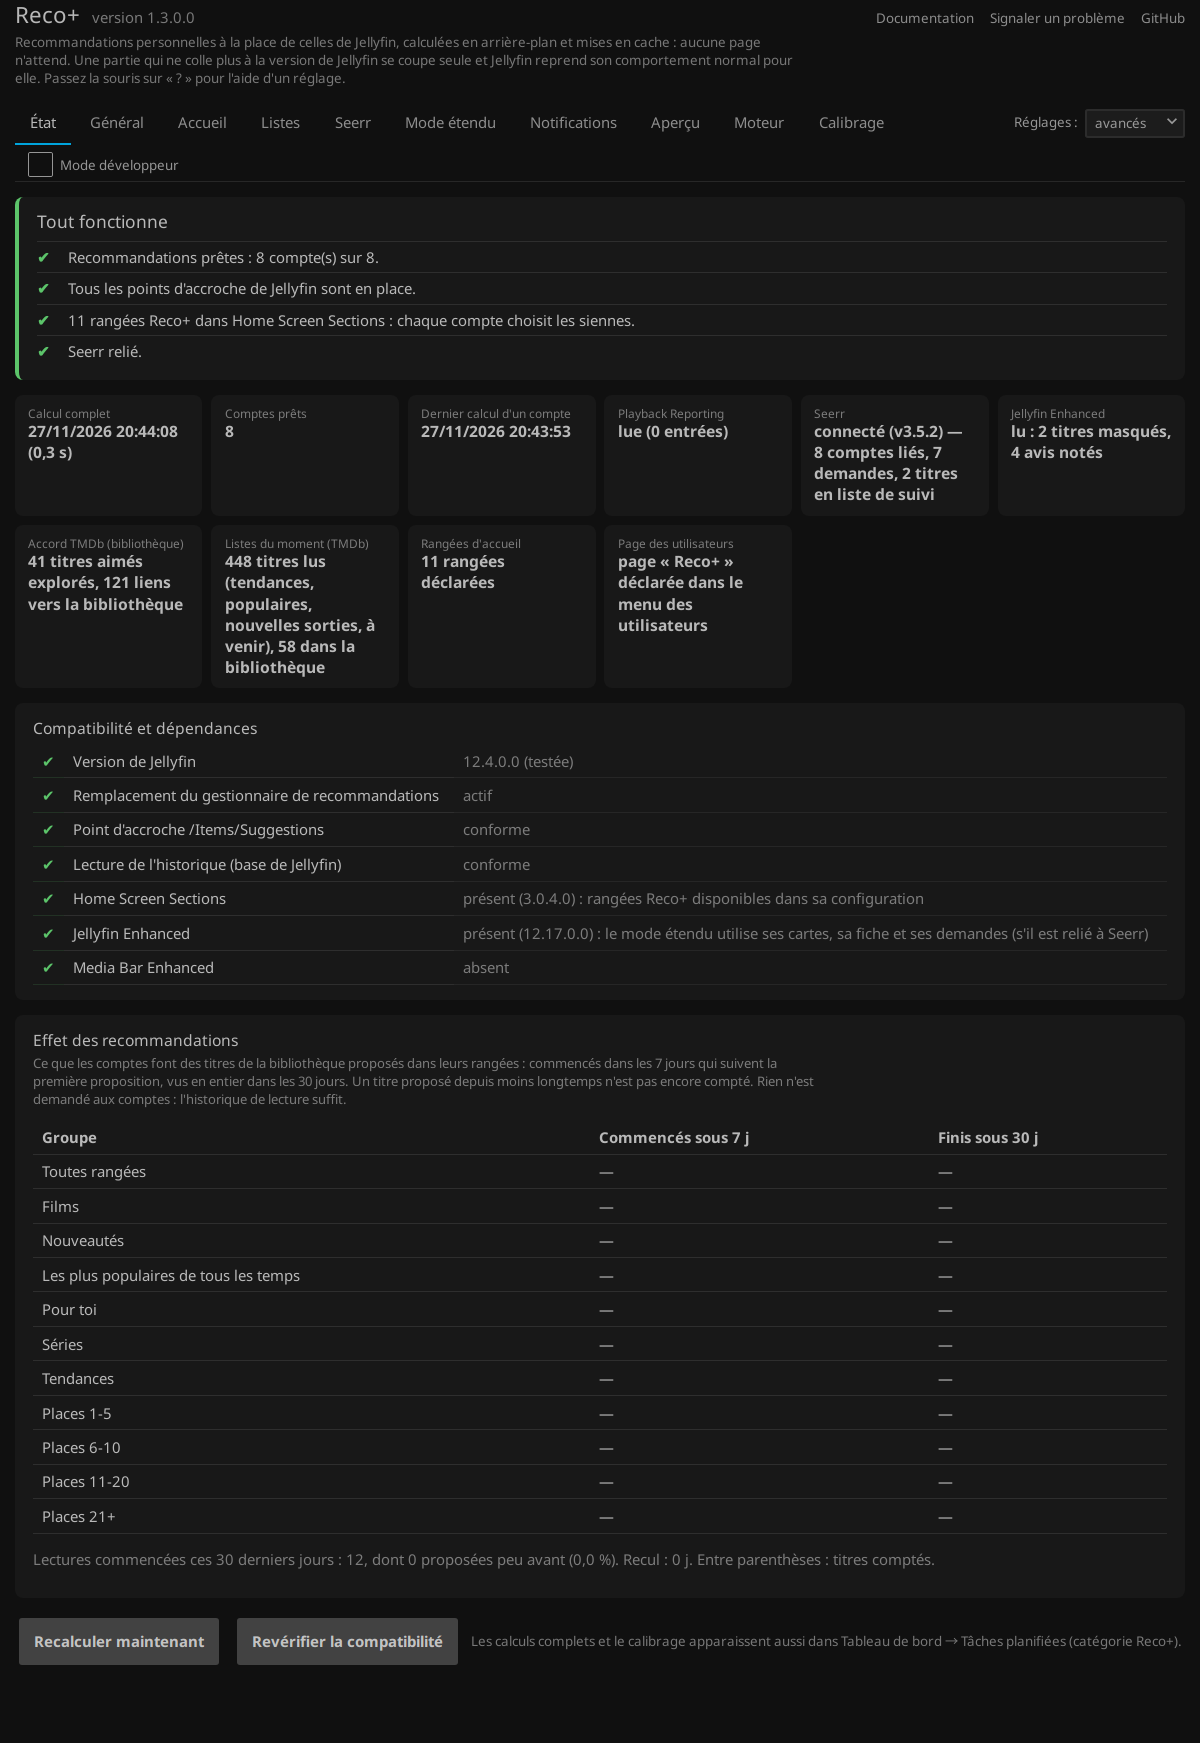 Reco+ version 1.3.0.0
Documentation Signaler un problème GitHub
Recommandations personnelles à la place de celles de Jellyfin, calculées en arrière-plan et mises en cache : aucune page
n'attend. Une partie qui ne colle plus à la version de Jellyfin se coupe seule et Jellyfin reprend son comportement normal pour
elle. Passez la souris sur « ? » pour l'aide d'un réglage.
État Général Accueil Listes Seerr Mode étendu Notifications Aperçu Moteur Calibrage
Réglages : avancés
Mode développeur
Tout fonctionne
✔ Recommandations prêtes : 8 compte(s) sur 8.
✔ Tous les points d'accroche de Jellyfin sont en place.
✔ 11 rangées Reco+ dans Home Screen Sections : chaque compte choisit les siennes.
✔ Seerr relié.
Calcul complet
27/11/2026 20:44:08
(0,3 s)
Comptes prêts
8
Dernier calcul d'un compte
27/11/2026 20:43:53
Playback Reporting
lue (0 entrées)
Seerr
connecté (v3.5.2) —
8 comptes liés, 7
demandes, 2 titres
en liste de suivi
Jellyfin Enhanced
lu : 2 titres masqués,
4 avis notés
Accord TMDb (bibliothèque)
41 titres aimés
explorés, 121 liens
vers la bibliothèque
Listes du moment (TMDb)
448 titres lus
(tendances,
populaires,
nouvelles sorties, à
venir), 58 dans la
bibliothèque
Rangées d'accueil
11 rangées
déclarées
Page des utilisateurs
page « Reco+ »
déclarée dans le
menu des
utilisateurs
Compatibilité et dépendances
✔ Version de Jellyfin 12.4.0.0 (testée)
✔ Remplacement du gestionnaire de recommandations actif
✔ Point d'accroche /Items/Suggestions conforme
✔ Lecture de l'historique (base de Jellyfin) conforme
✔ Home Screen Sections présent (3.0.4.0) : rangées Reco+ disponibles dans sa configuration
✔ Jellyfin Enhanced présent (12.17.0.0) : le mode étendu utilise ses cartes, sa fiche et ses demandes (s'il est relié à Seerr)
✔ Media Bar Enhanced absent
Effet des recommandations
Ce que les comptes font des titres de la bibliothèque proposés dans leurs rangées : commencés dans les 7 jours qui suivent la
première proposition, vus en entier dans les 30 jours. Un titre proposé depuis moins longtemps n'est pas encore compté. Rien n'est
demandé aux comptes : l'historique de lecture suffit.
Groupe Commencés sous 7 j Finis sous 30 j
Toutes rangées — —
Films — —
Nouveautés — —
Les plus populaires de tous les temps — —
Pour toi — —
Séries — —
Tendances — —
Places 1-5 — —
Places 6-10 — —
Places 11-20 — —
Places 21+ — —
Lectures commencées ces 30 derniers jours : 12, dont 0 proposées peu avant (0,0 %). Recul : 0 j. Entre parenthèses : titres comptés.
Recalculer maintenant Revérifier la compatibilité Les calculs complets et le calibrage apparaissent aussi dans Tableau de bord → Tâches planifiées (catégorie Reco+).